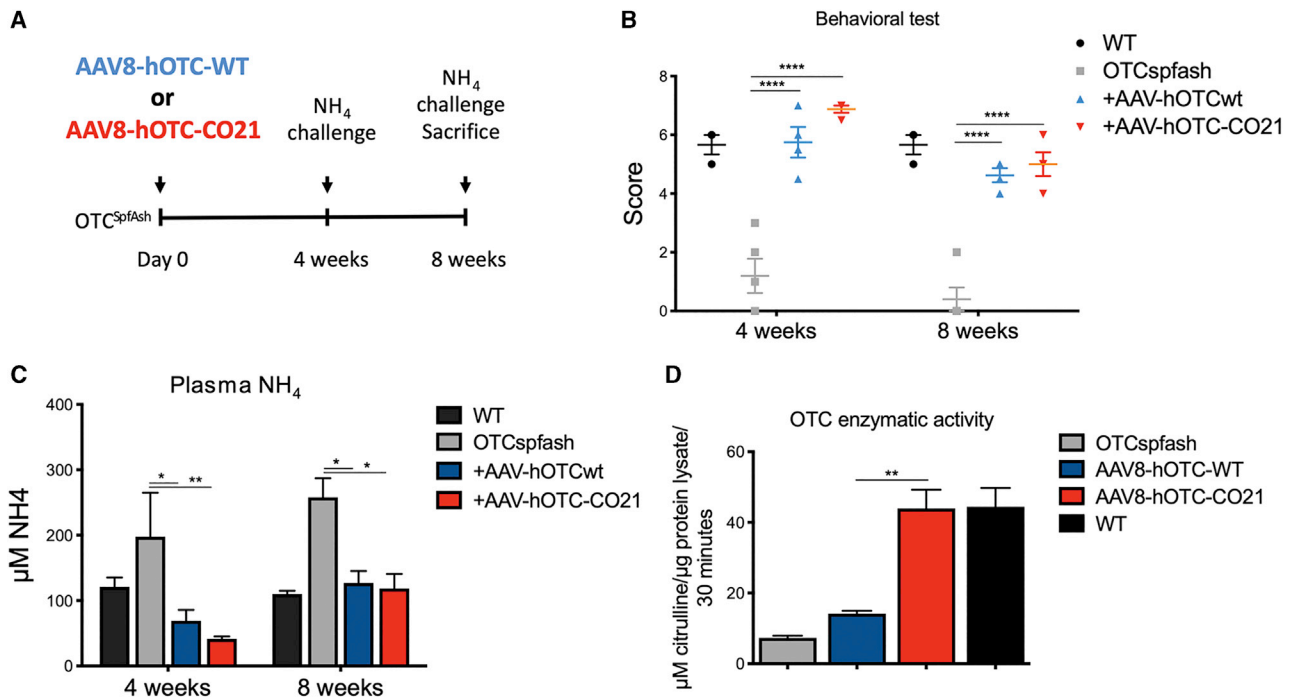 A
AAV8-hOTC-WT
or
AAV8-hOTC-CO21
NH4
challenge
NH4
challenge
Sacrifice
OTCSpfAsh
Day 0
4 weeks
8 weeks
B
Behavioral test
WT
OTCspfash
+AAV-hOTCwt
+AAV-hOTC-CO21
****
****
****
****
Score
8
6
4
2
0
4 weeks
8 weeks
C
Plasma NH4
WT
OTCspfash
+AAV-hOTCwt
+AAV-hOTC-CO21
* **
* *
µM NH4
400
300
200
100
0
4 weeks
8 weeks
D
OTC enzymatic activity
OTCspfash
AAV8-hOTC-WT
AAV8-hOTC-CO21
WT
**
µM citrulline/µg protein lysate/
30 minutes
60
40
20
0